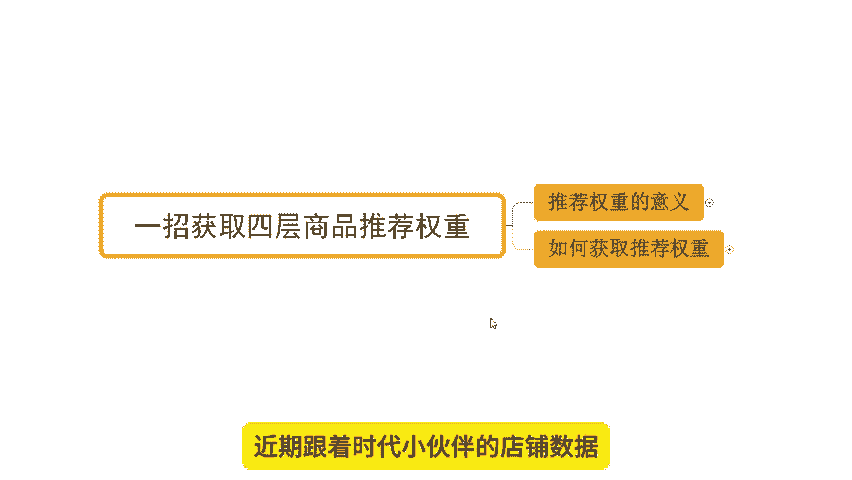 一招获取四层商品推荐权重
推荐权重的意义
如何获取推荐权重
近期跟着时代小伙伴的店铺数据